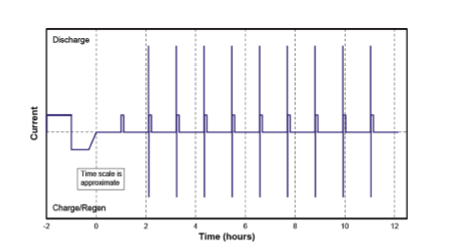 Discharge
Current
Time scale is
approximate
Charge/Regen
-2 0 2 4 6 8 10 12
Time (hours)